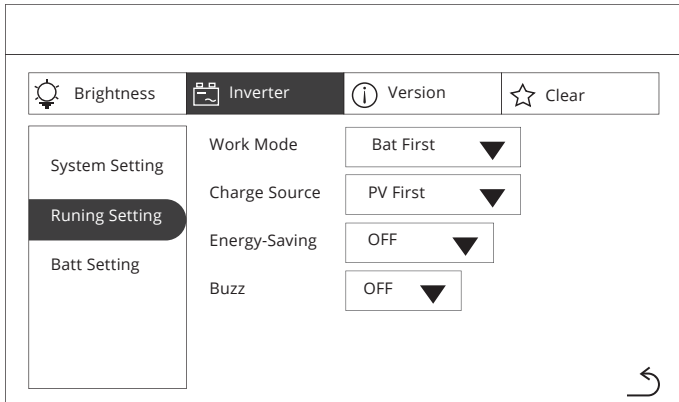 Brightness Inverter Version Clear
System Setting
Runing Setting
Batt Setting
Work Mode Bat First
Charge Source PV First
Energy-Saving OFF
Buzz OFF